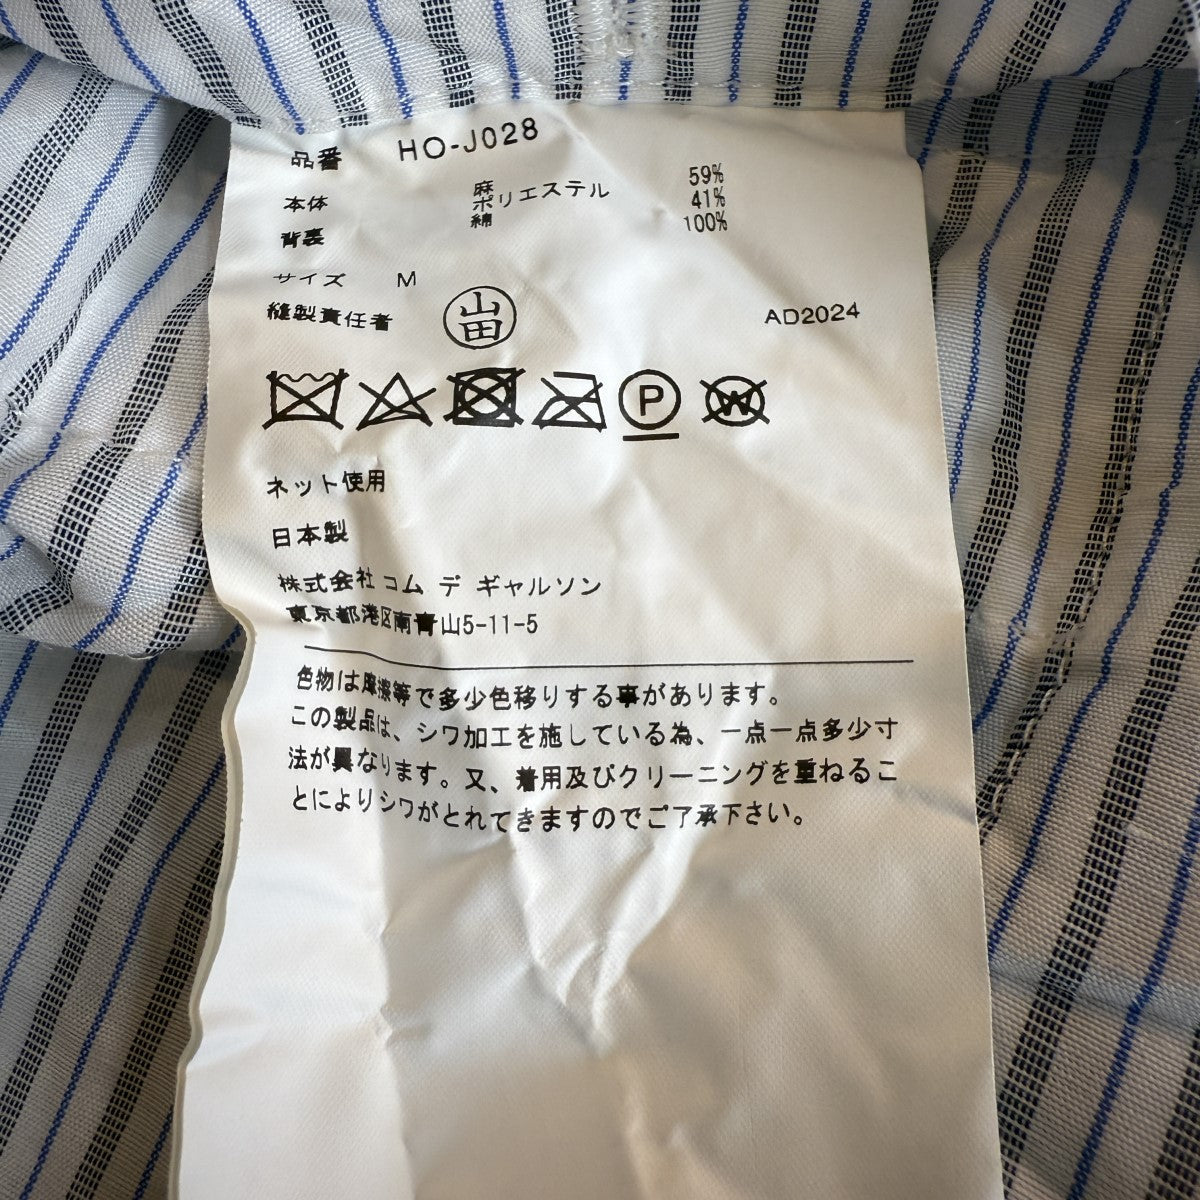 品番 HO-J028
本体 麻 59%
ポリエステル 41%
背裏 綿 100%
サイズ M
縫製責任者 山田 AD2024
P W
ネット使用
日本製
株式会社コム デ ギャルソン
東京都港区南青山5-11-5
色物は摩擦等で多少色移りする事があります。
この製品は、シワ加工を施している為、一点一点多少寸
法が異なります。又、着用及びクリーニングを重ねるこ
とによりシワがとれてきますのでご了承下さい。